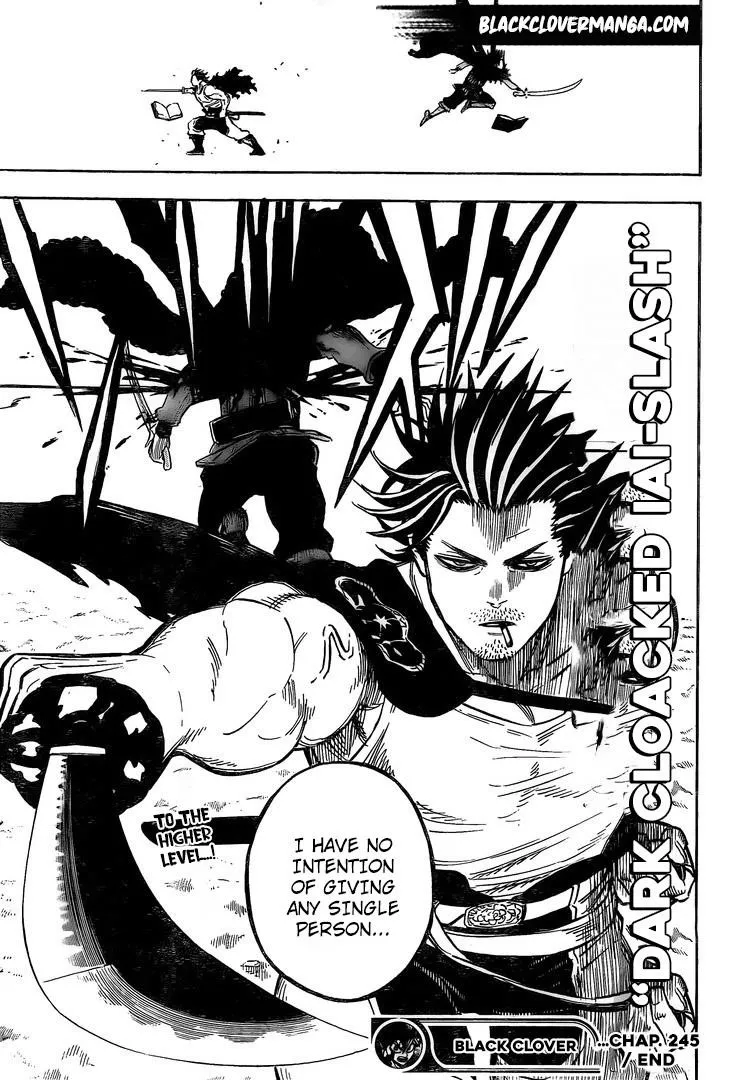 BLACKCLOVERMANGA.COM
"DARK CLOACKED IAI-SLASH"
TO THE
HIGHER
LEVEL...!
I HAVE NO
INTENTION
OF GIVING
ANY SINGLE
PERSON...
BLACK CLOVER
...CHAP. 245
/ END